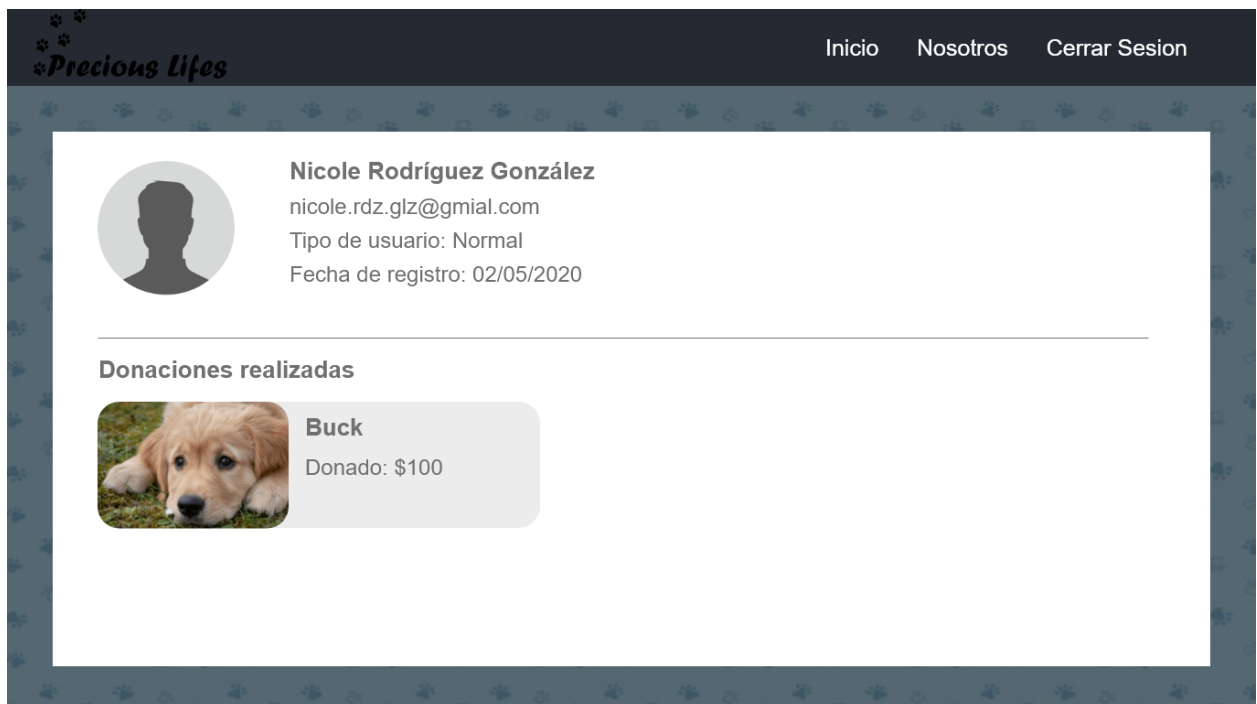 Precious Lifes
Inicio Nosotros Cerrar Sesion
Nicole Rodríguez González
nicole.rdz.glz@gmial.com
Tipo de usuario: Normal
Fecha de registro: 02/05/2020
Donaciones realizadas
Buck
Donado: $100